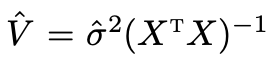 V̂ = σ̂²(XᵀX)⁻¹